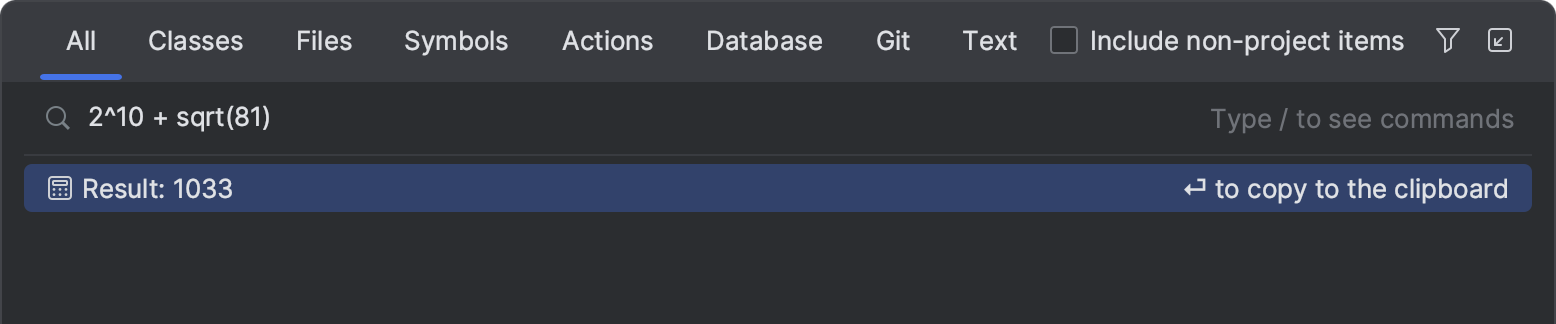 All Classes Files Symbols Actions Database Git Text Include non-project items
2^10 + sqrt(81) Type / to see commands
Result: 1033 ↵ to copy to the clipboard